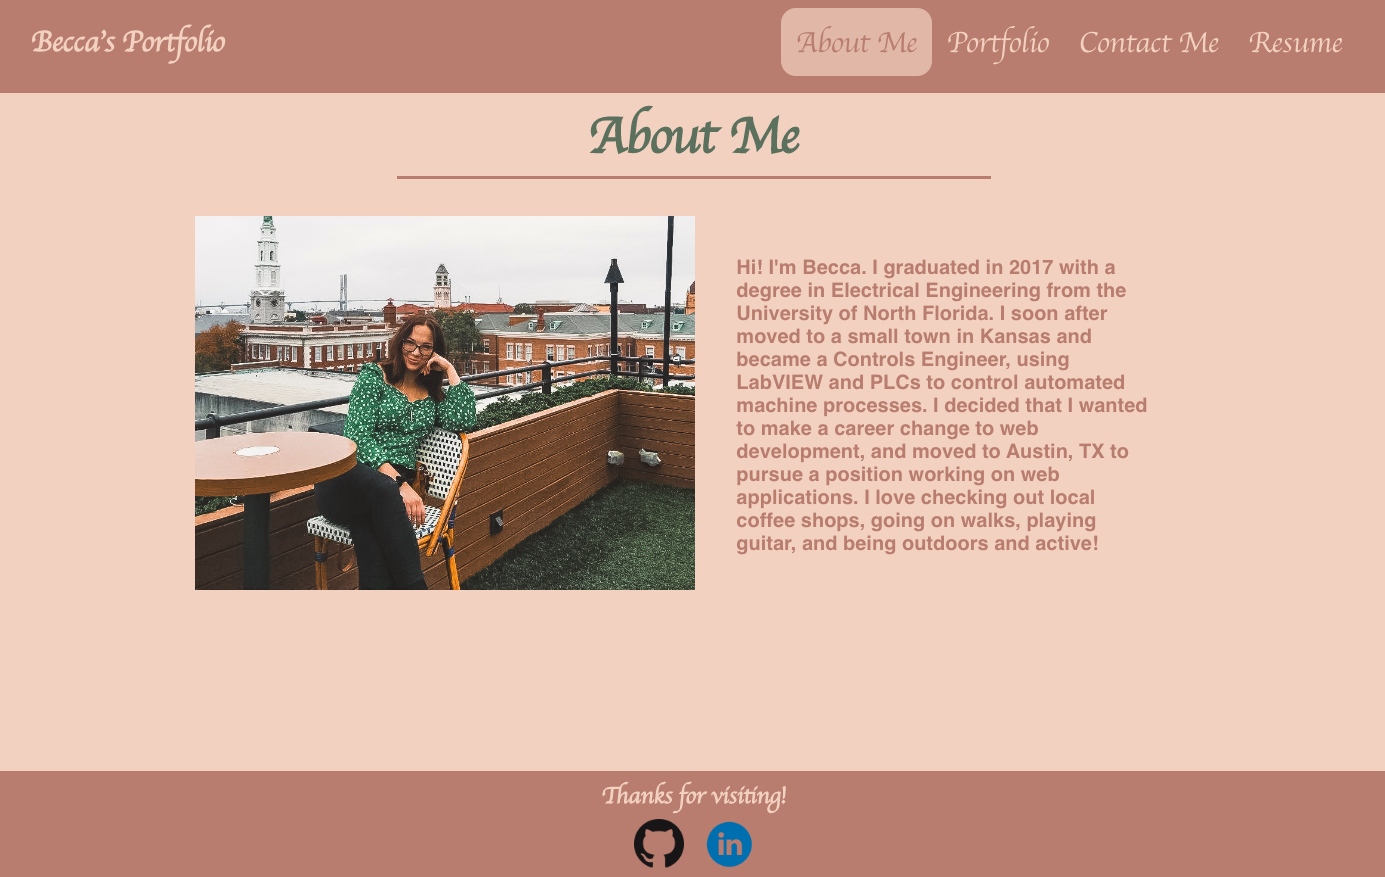 Becca's Portfolio
About Me
Portfolio
Contact Me
Resume
About Me
Hi! I'm Becca. I graduated in 2017 with a
degree in Electrical Engineering from the
University of North Florida. I soon after
moved to a small town in Kansas and
became a Controls Engineer, using
LabVIEW and PLCs to control automated
machine processes. I decided that I wanted
to make a career change to web
development, and moved to Austin, TX to
pursue a position working on web
applications. I love checking out local
coffee shops, going on walks, playing
guitar, and being outdoors and active!
Thanks for visiting!
in